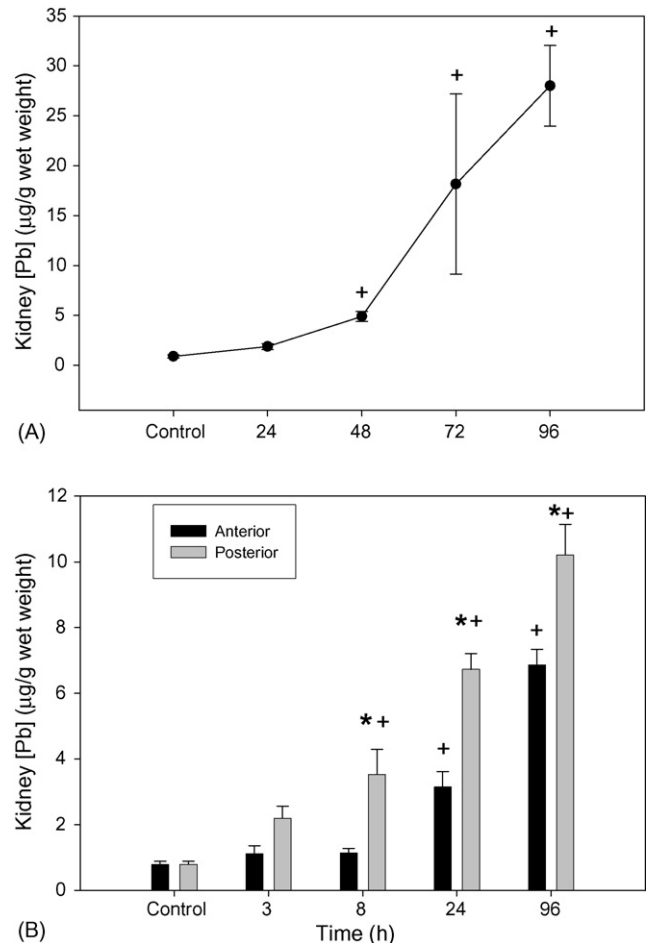 Kidney [Pb] (µg/g wet weight)
35
30
25
20
15
10
5
0
+
+
+
Control 24 48 72 96
(A)
Kidney [Pb] (µg/g wet weight)
12
10
8
6
4
2
0
Anterior
Posterior
*+
+
*+
+
*+
Control 3 8 24 96
Time (h)
(B)